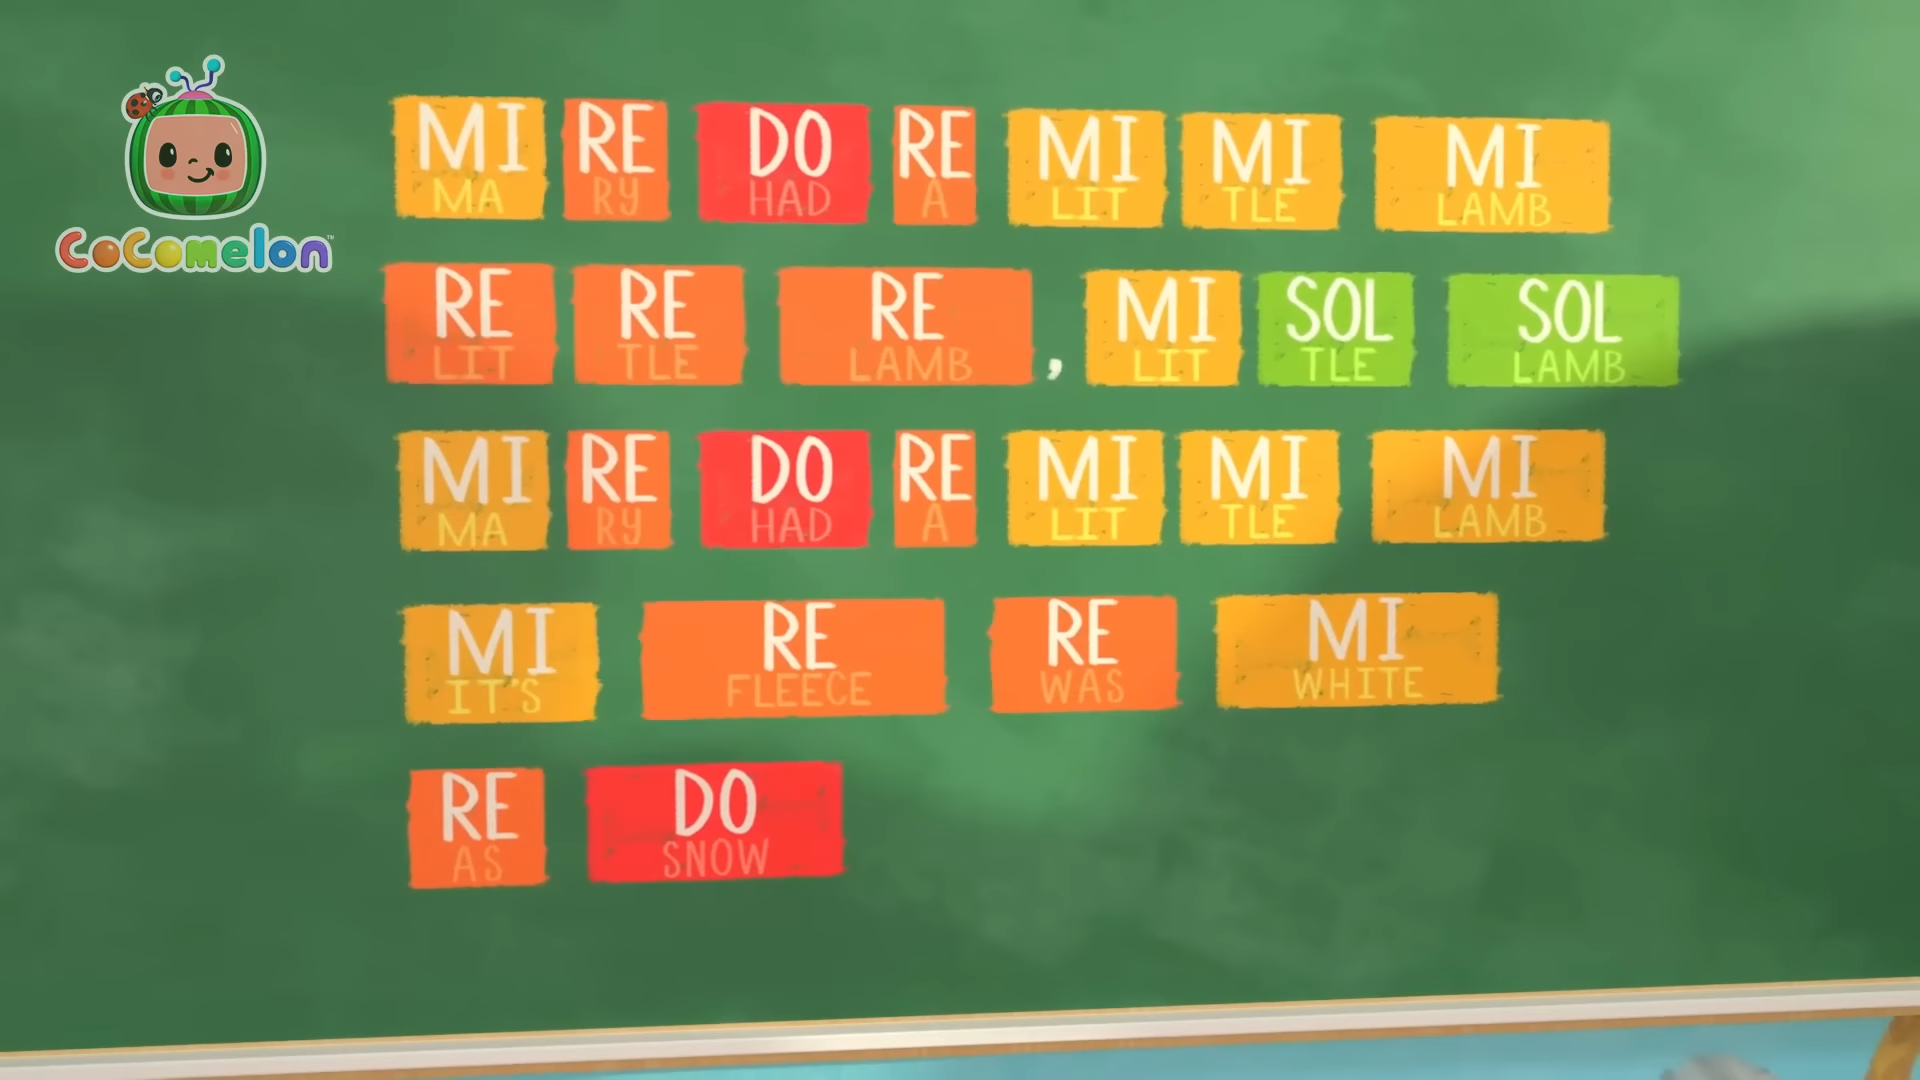 CoComelon™
MI RE DO RE MI MI MI
MA RY HAD A LIT TLE LAMB
RE RE RE , MI SOL SOL
LIT TLE LAMB LIT TLE LAMB
MI RE DO RE MI MI MI
MA RY HAD A LIT TLE LAMB
MI RE RE MI
IT'S FLEECE WAS WHITE
RE DO
AS SNOW